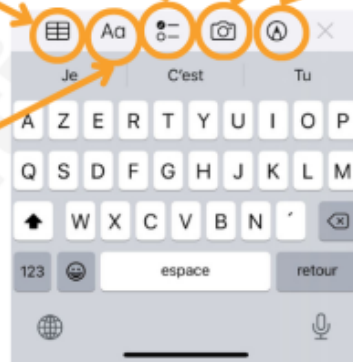 Aa
Je C'est Tu
A Z E R T Y U I O P
Q S D F G H J K L M
W X C V B N ´
123 espace retour